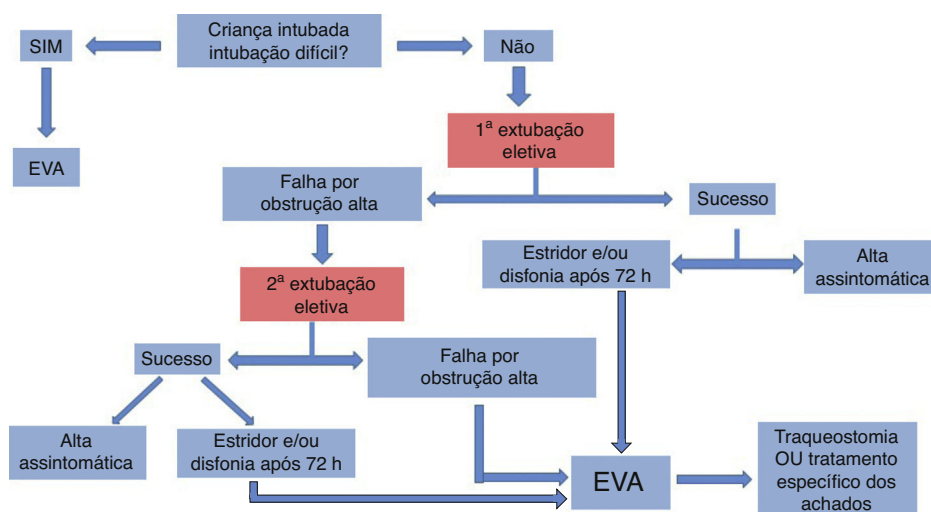 Criança intubada
intubação difícil?
SIM
Não
EVA
1ª extubação
eletiva
Falha por
obstrução alta
Sucesso
Estridor e/ou
disfonia após 72 h
Alta
assintomática
2ª extubação
eletiva
Sucesso
Falha por
obstrução alta
Alta
assintomática
Estridor e/ou
disfonia após 72 h
EVA
Traqueostomia
OU tratamento
específico dos
achados